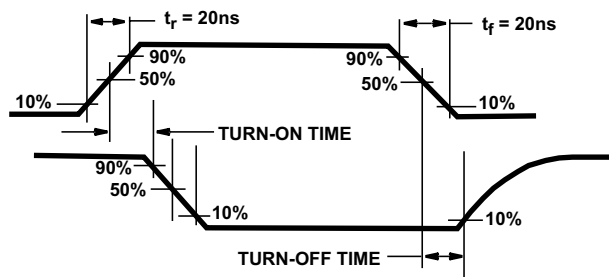 tr = 20ns
tf = 20ns
90%
50%
10%
90%
50%
10%
TURN-ON TIME
90%
50%
10%
10%
TURN-OFF TIME